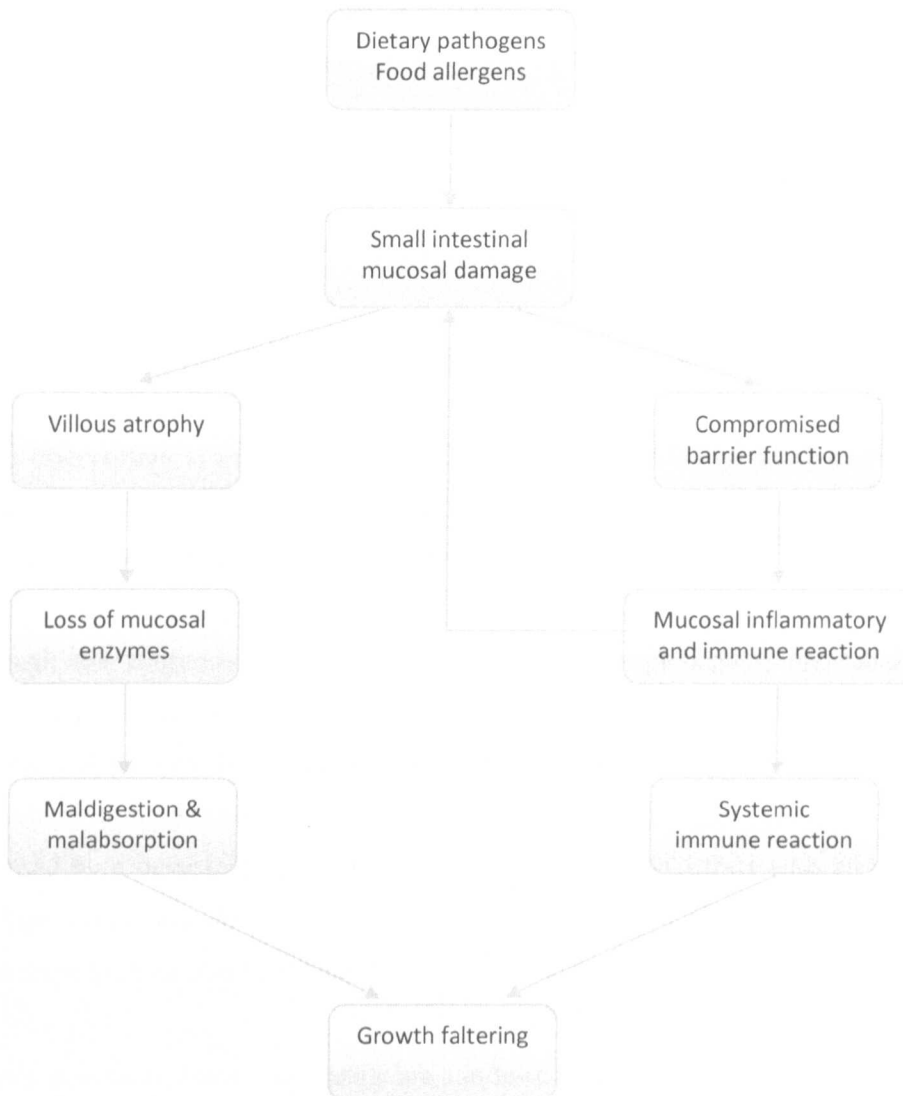 Dietary pathogens
Food allergens
Small intestinal
mucosal damage
Villous atrophy
Compromised
barrier function
Loss of mucosal
enzymes
Mucosal inflammatory
and immune reaction
Maldigestion &
malabsorption
Systemic
immune reaction
Growth faltering